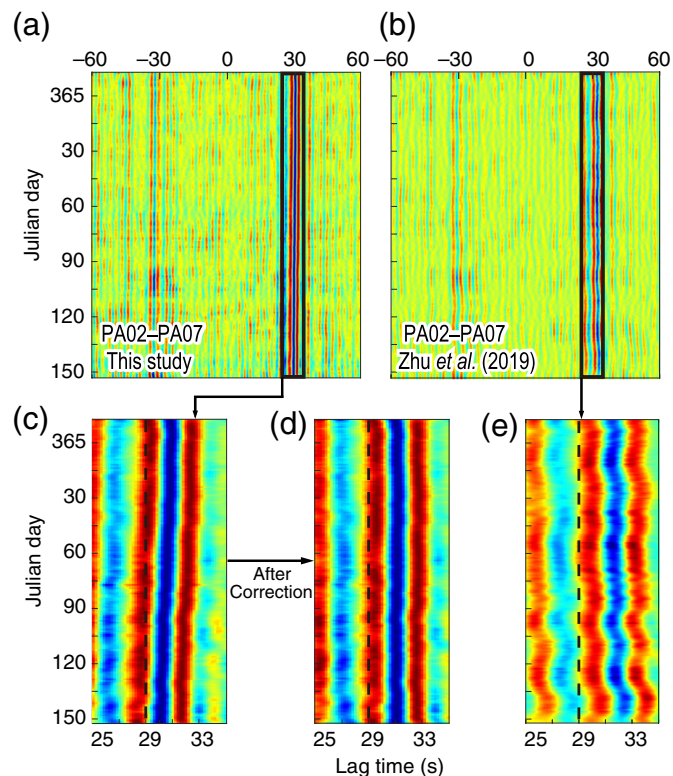 (a)
(b)
−60 −30 0 30 60
−60 −30 0 30 60
Julian day
365
30
60
90
120
150
PA02–PA07
This study
PA02–PA07
Zhu et al. (2019)
(c)
(d)
(e)
Julian day
365
30
60
90
120
150
After
Correction
25 29 33
25 29 33
25 29 33
Lag time (s)